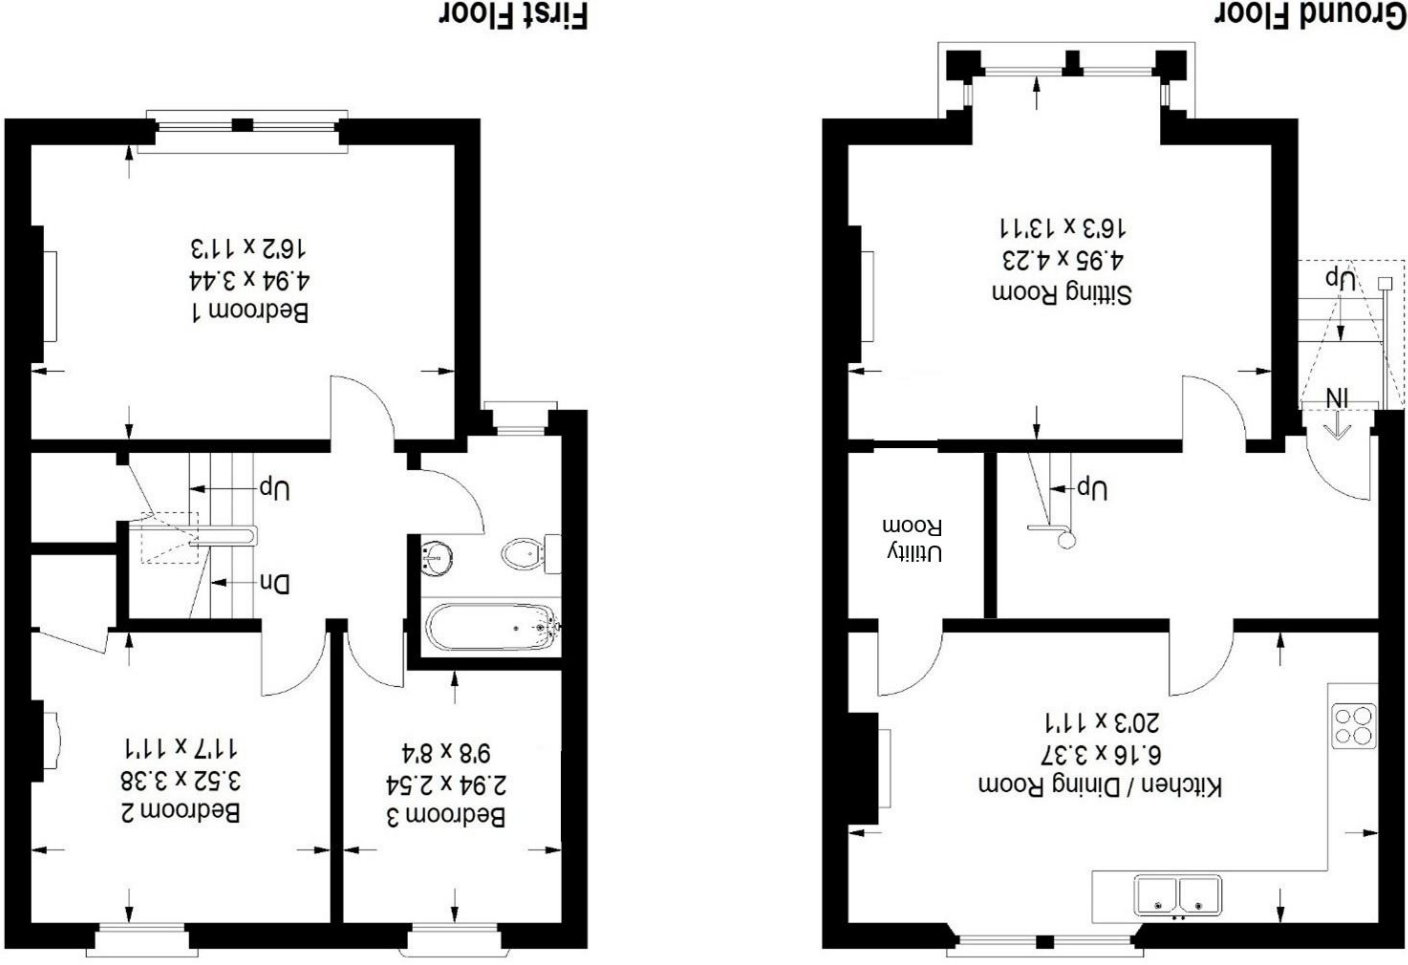 Kitchen / Dining Room
6.16 x 3.37
20'3 x 11'1
Utility
Room
Up
IN
Up
Sitting Room
4.95 x 4.23
16'3 x 13'11
Ground Floor
Bedroom 3
2.94 x 2.54
9'8 x 8'4
Bedroom 2
3.52 x 3.38
11'7 x 11'1
Dn
Up
Bedroom 1
4.94 x 3.44
16'2 x 11'3
First Floor